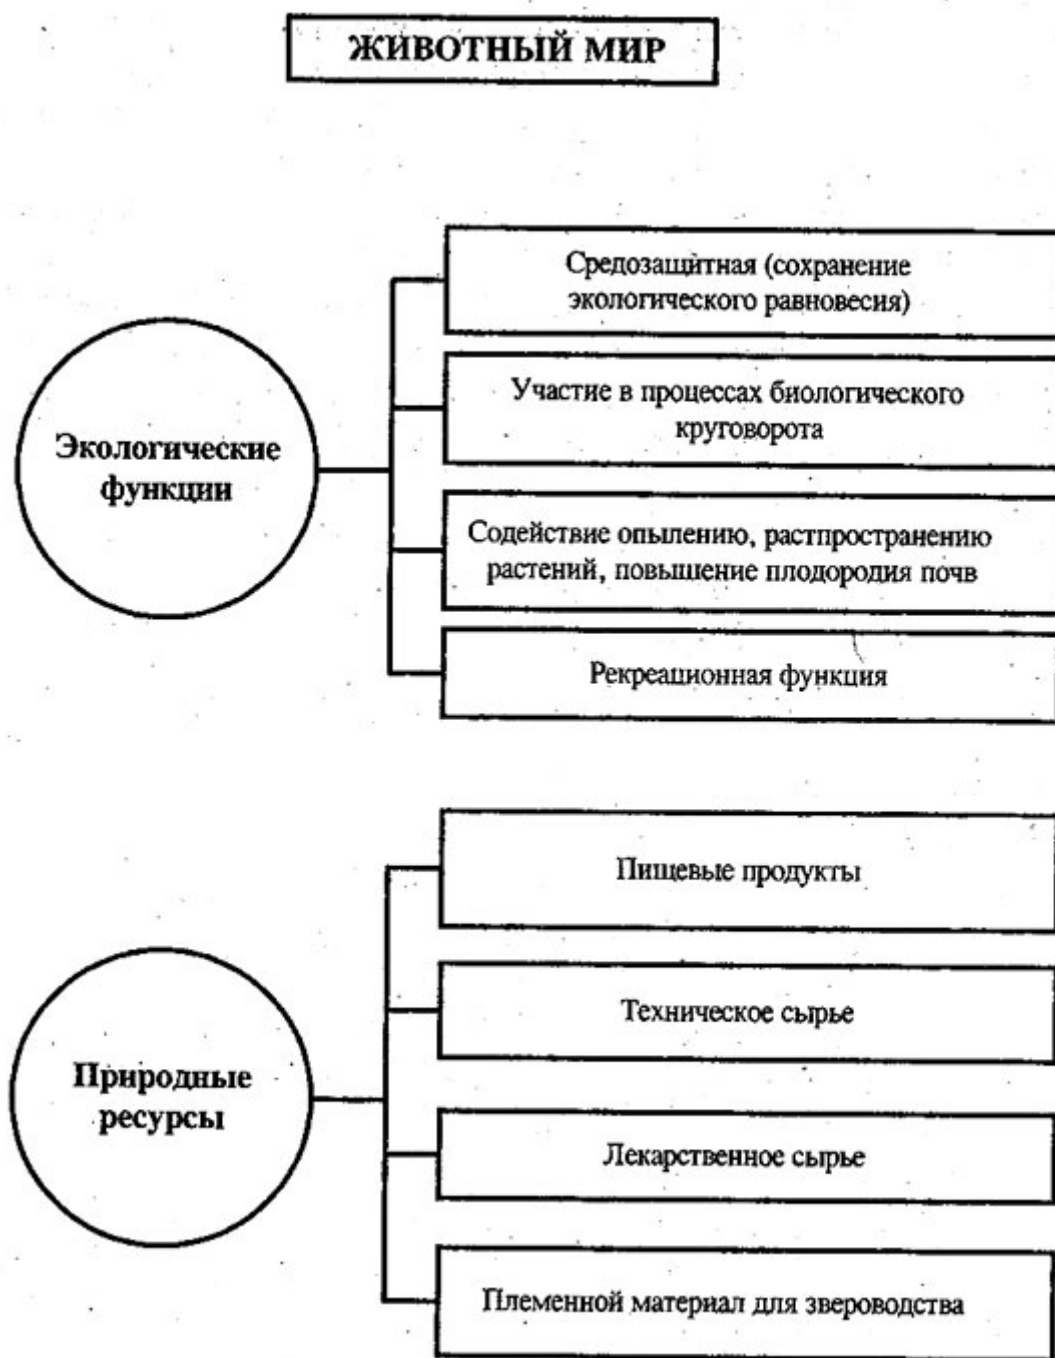 ЖИВОТНЫЙ МИР
Средозащитная (сохранение
экологического равновесия)
Участие в процессах биологического
круговорота
Экологические
функции
Содействие опылению, растпространению
растений, повышение плодородия почв
Рекреационная функция
Пищевые продукты
Техническое сырье
Природные
ресурсы
Лекарственное сырье
Племенной материал для звероводства